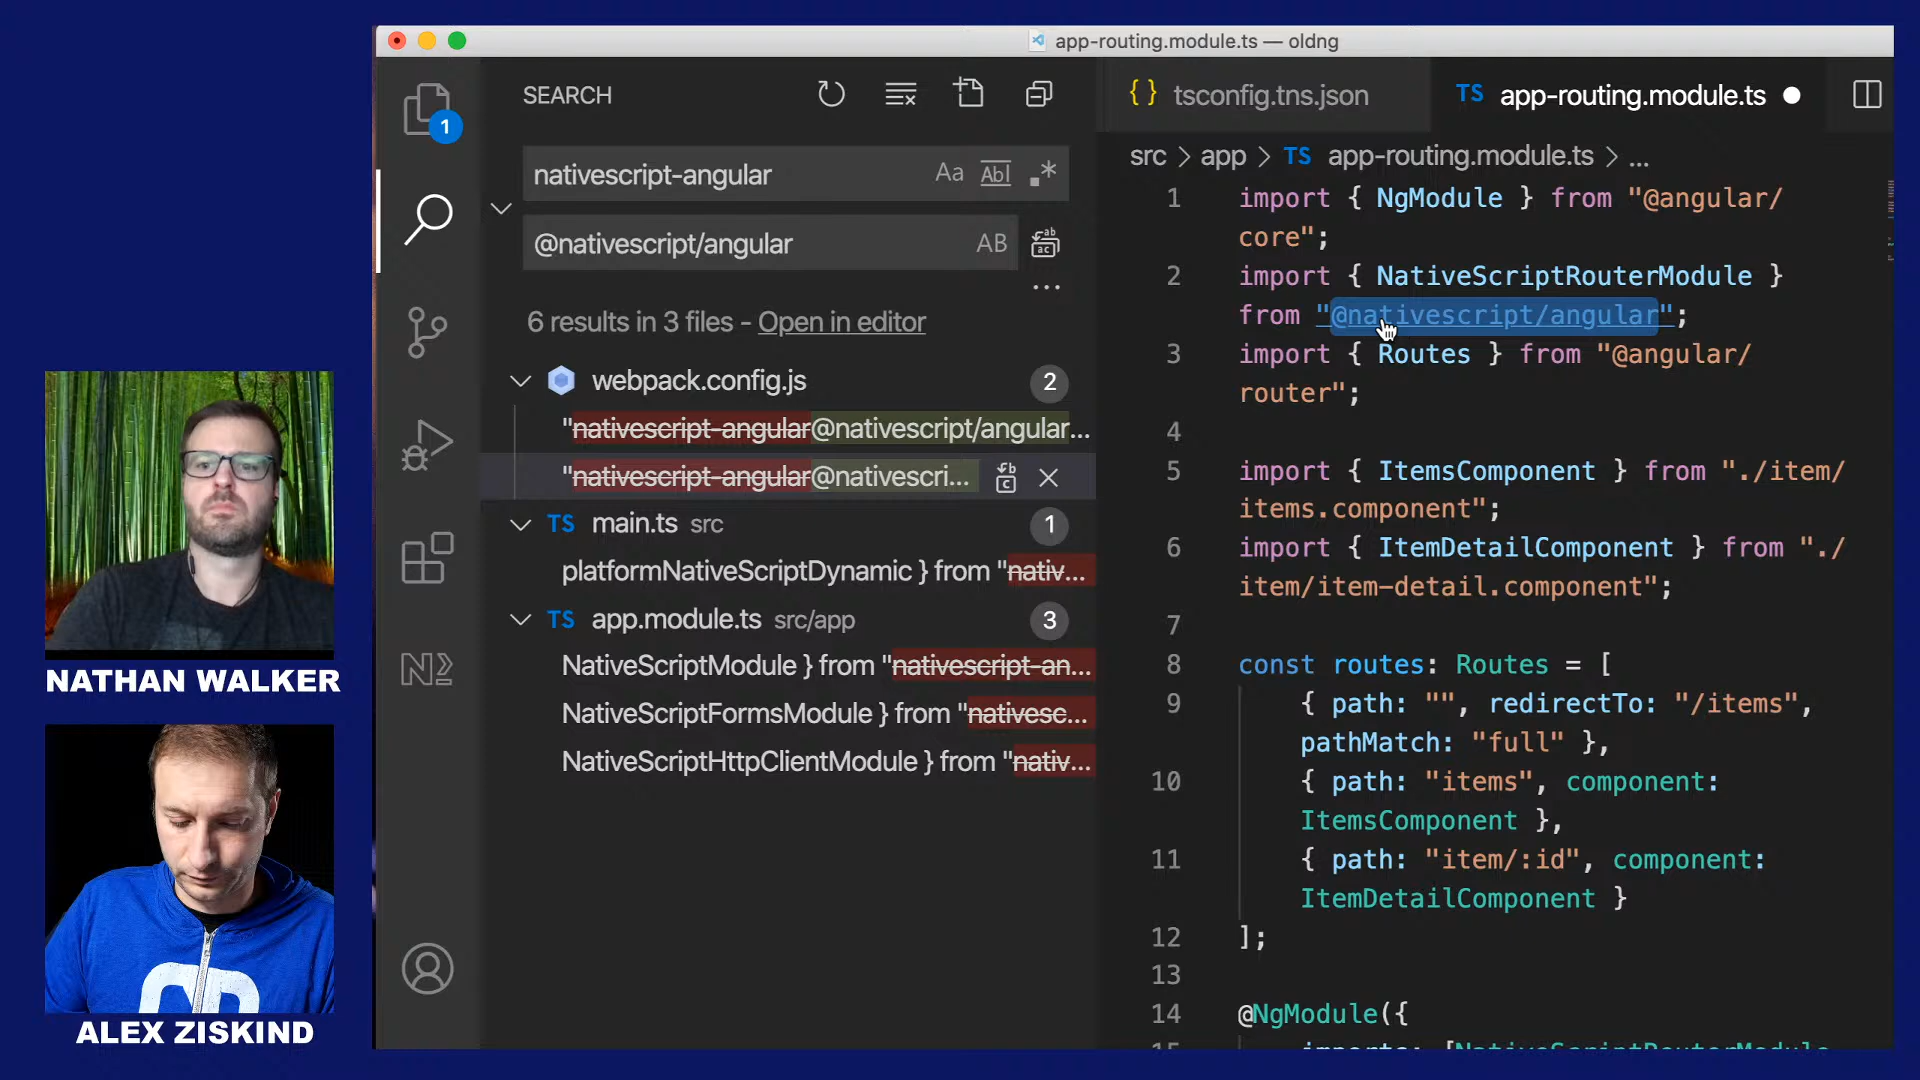 app-routing.module.ts — oldng
SEARCH
1
nativescript-angular
Aa Abl .*
@nativescript/angular
AB
...
6 results in 3 files - Open in editor
webpack.config.js 2
"nativescript-angular@nativescript/angular...
"nativescript-angular@nativescri...
TS main.ts src 1
platformNativeScriptDynamic } from "nativ...
TS app.module.ts src/app 3
NativeScriptModule } from "nativescript-an...
NativeScriptFormsModule } from "nativesc...
NativeScriptHttpClientModule } from "nativ...
{ } tsconfig.tns.json
TS app-routing.module.ts
src > app > TS app-routing.module.ts > ...
1 import { NgModule } from "@angular/
core";
2 import { NativeScriptRouterModule }
from "@nativescript/angular";
3 import { Routes } from "@angular/
router";
4
5 import { ItemsComponent } from "./item/
items.component";
6 import { ItemDetailComponent } from "./
item/item-detail.component";
7
8 const routes: Routes = [
9 { path: "", redirectTo: "/items",
pathMatch: "full" },
10 { path: "items", component:
ItemsComponent },
11 { path: "item/:id", component:
ItemDetailComponent }
12 ];
13
14 @NgModule({
15 imports: [NativeScriptRouterModule
NATHAN WALKER
ALEX ZISKIND